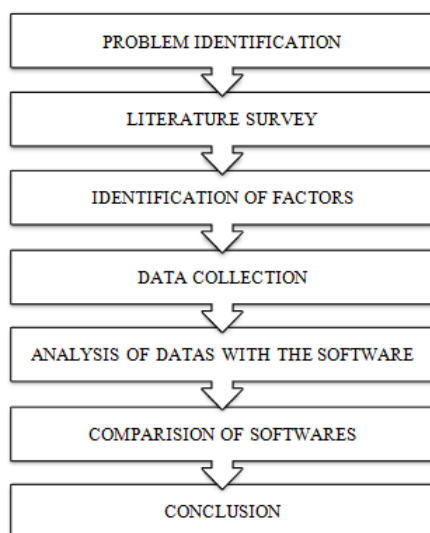 PROBLEM IDENTIFICATION
LITERATURE SURVEY
IDENTIFICATION OF FACTORS
DATA COLLECTION
ANALYSIS OF DATAS WITH THE SOFTWARE
COMPARISION OF SOFTWARES
CONCLUSION